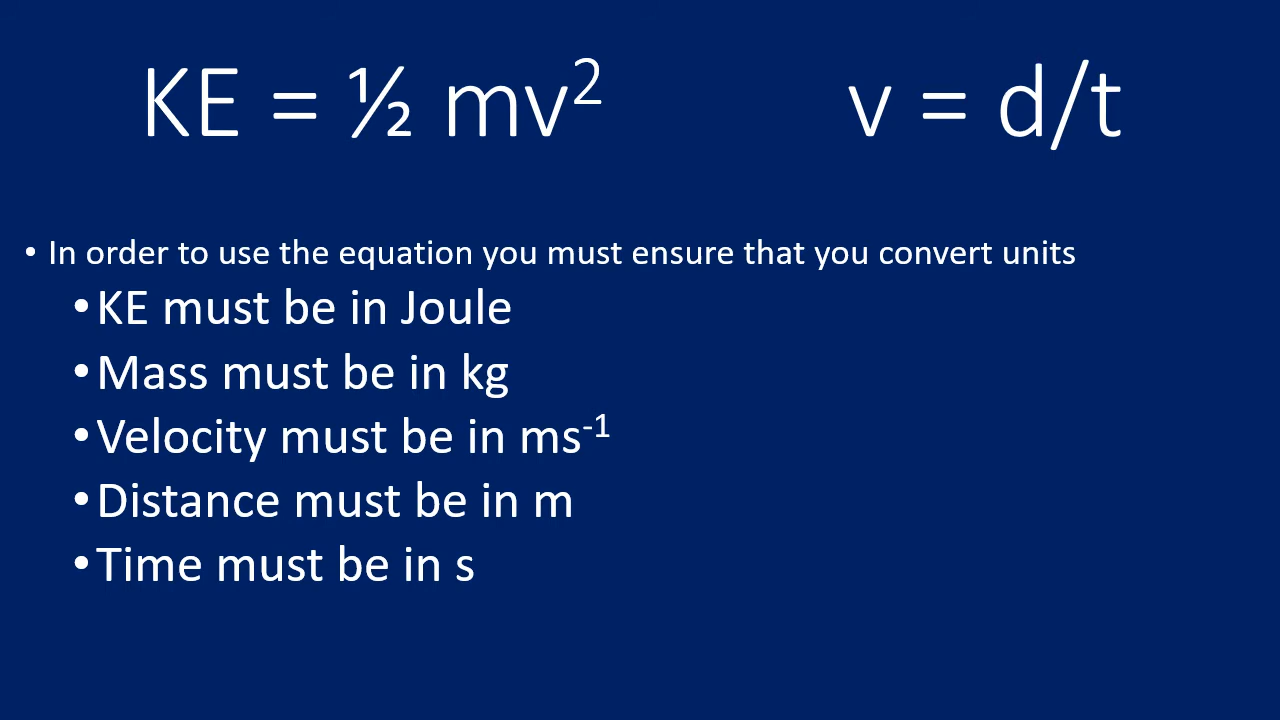 KE = ½ mv² v = d/t
• In order to use the equation you must ensure that you convert units
• KE must be in Joule
• Mass must be in kg
• Velocity must be in ms⁻¹
• Distance must be in m
• Time must be in s